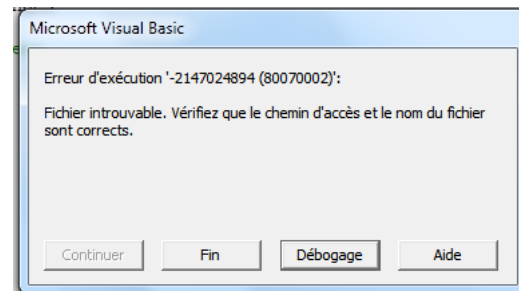 Microsoft Visual Basic
Erreur d'exécution '-2147024894 (80070002)':
Fichier introuvable. Vérifiez que le chemin d'accès et le nom du fichier
sont corrects.
Continuer
Fin
Débogage
Aide